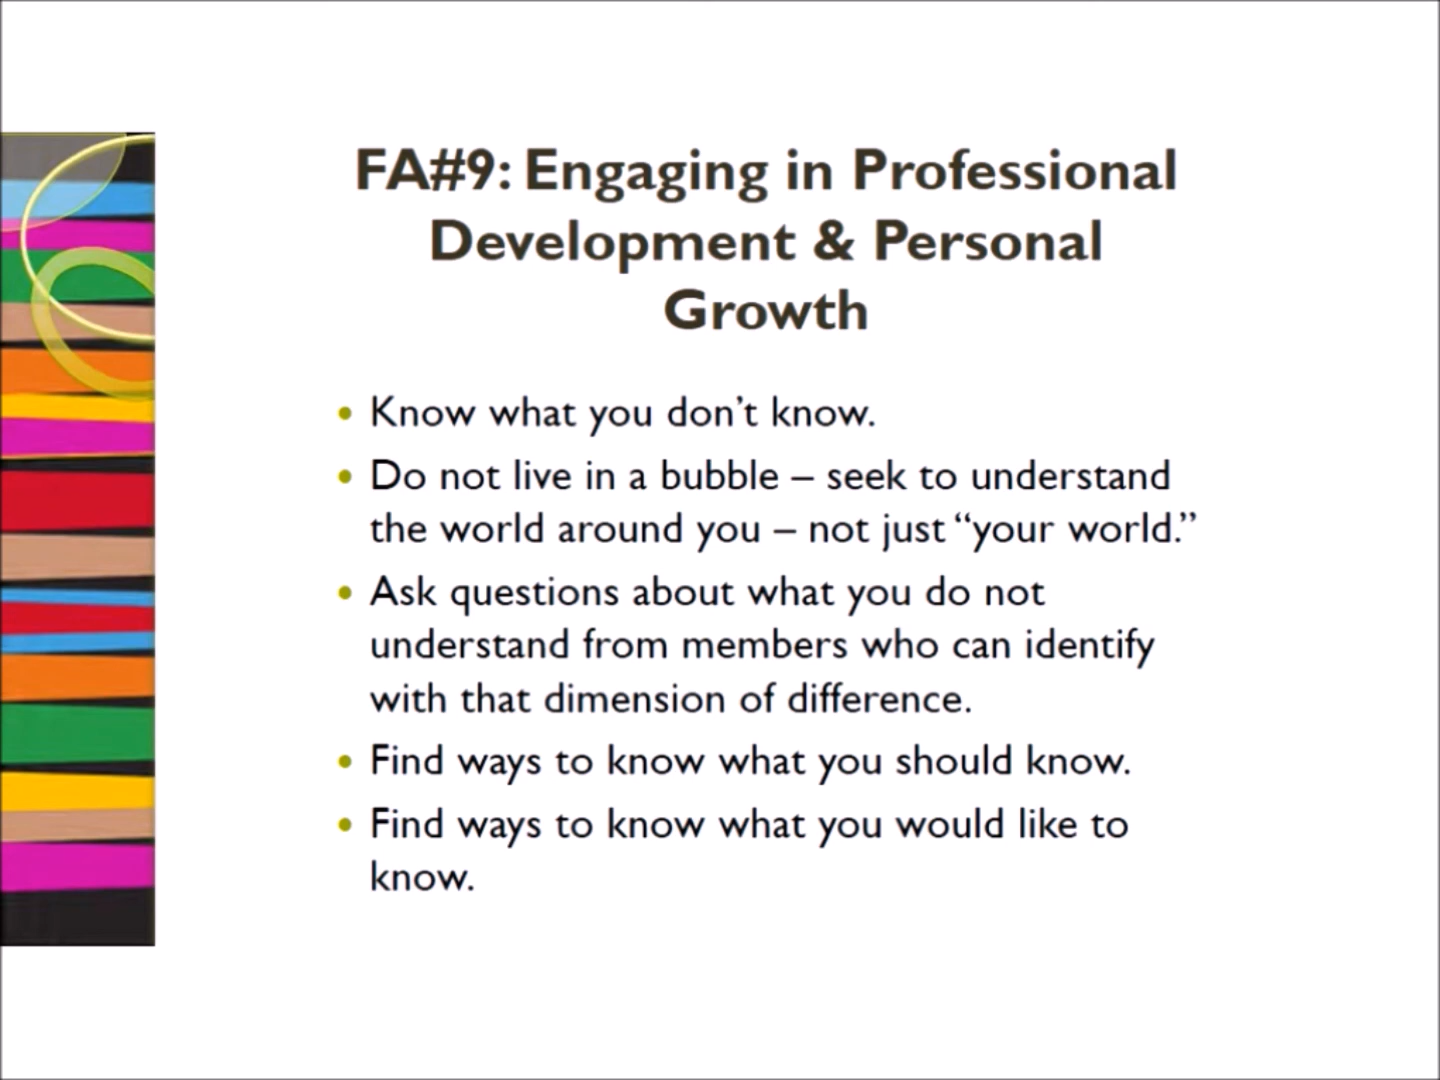 FA#9: Engaging in Professional
Development & Personal
Growth
• Know what you don’t know.
• Do not live in a bubble – seek to understand
the world around you – not just “your world.”
• Ask questions about what you do not
understand from members who can identify
with that dimension of difference.
• Find ways to know what you should know.
• Find ways to know what you would like to
know.